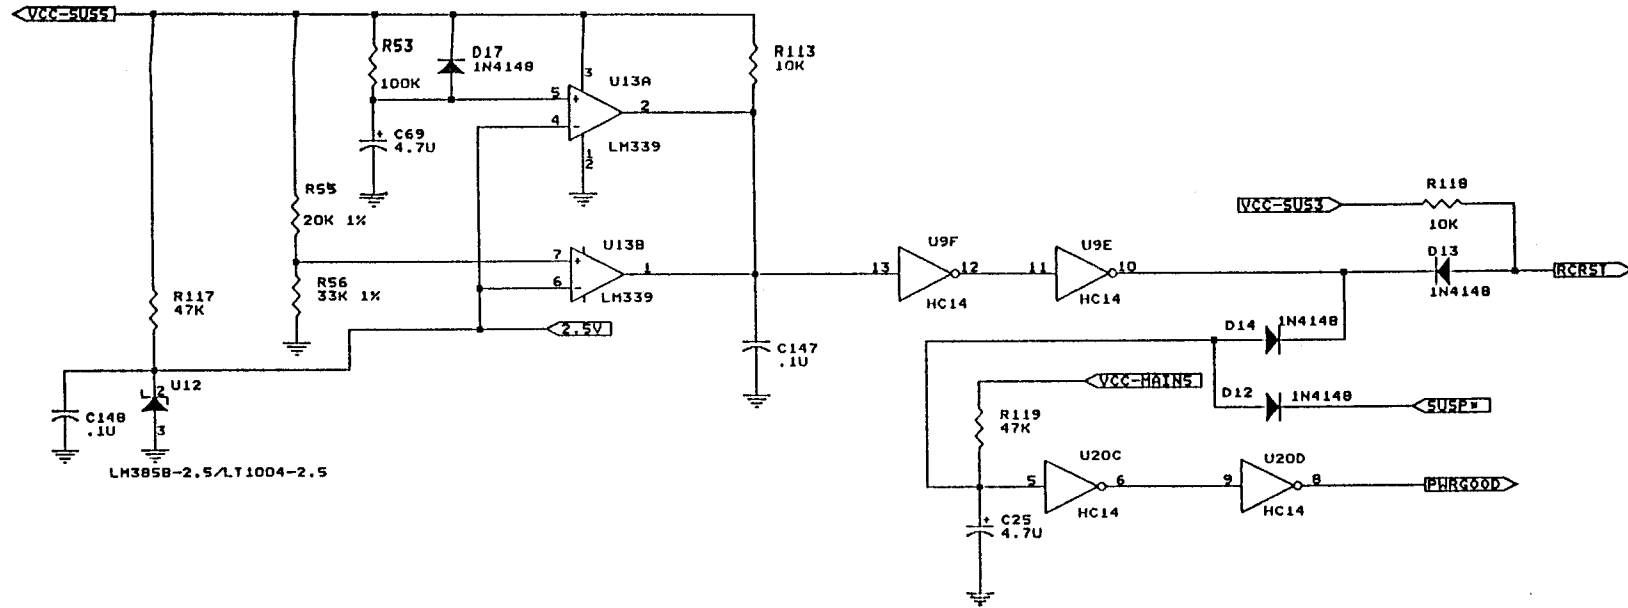 VCC-SUS5
R53
100K
D17
1N4148
R113
10K
3
U13A
5
+
2
4
-
C69
4.7U
+
1
2
LM339
R55
20K 1%
R118
VCC-SUS3
10K
U13B
7
+
1
6
-
LM339
U9F
13
12
HC14
U9E
11
10
HC14
D13
1N4148
RCRST
R56
33K 1%
R117
47K
2.5V
D14
1N4148
C147
.1U
VCC-MAIN5
D12
1N4148
SUSP*
U12
2
3
C148
.1U
R119
47K
LM385B-2.5/LT1004-2.5
U20C
5
6
HC14
U20D
9
8
HC14
PWRGOOD
+
C25
4.7U